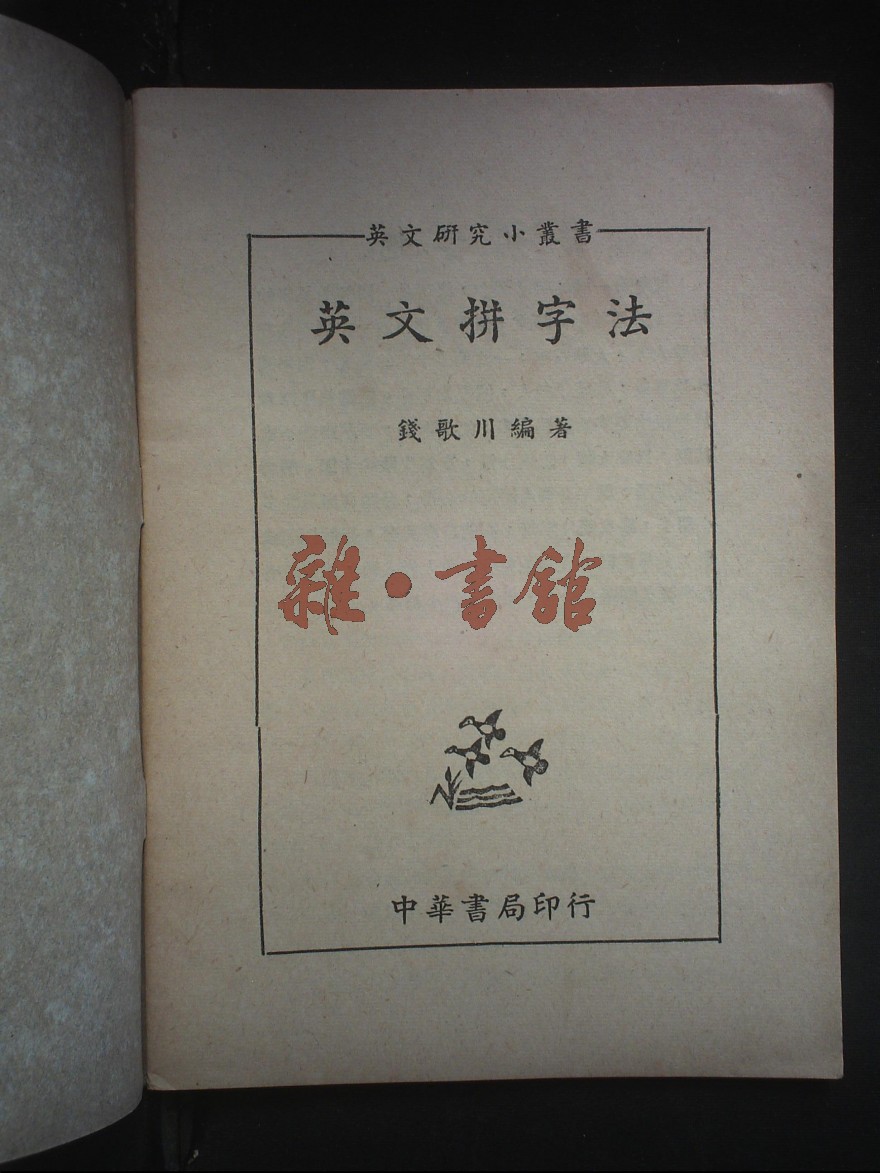 英文研究小叢書
英文拼字法
錢歌川編著
雜·書館
中華書局印行